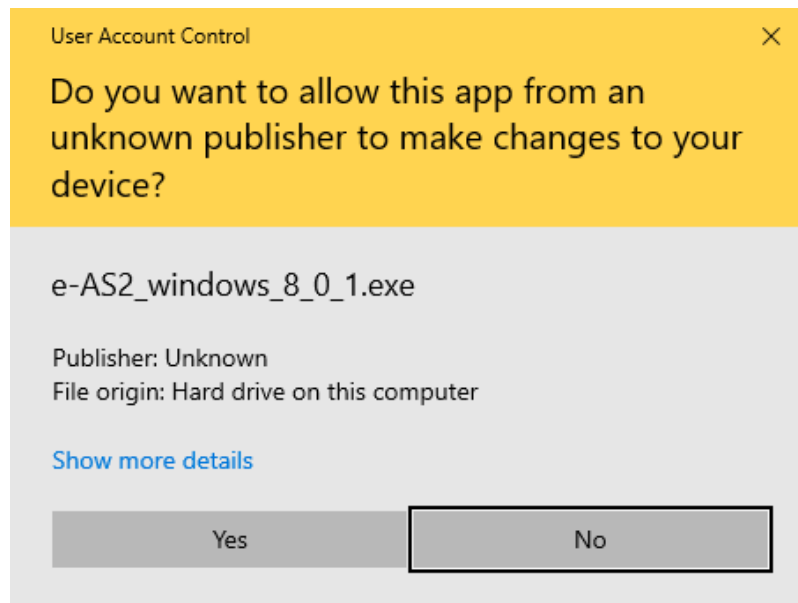 User Account Control
Do you want to allow this app from an
unknown publisher to make changes to your
device?
e-AS2_windows_8_0_1.exe
Publisher: Unknown
File origin: Hard drive on this computer
Show more details
Yes
No